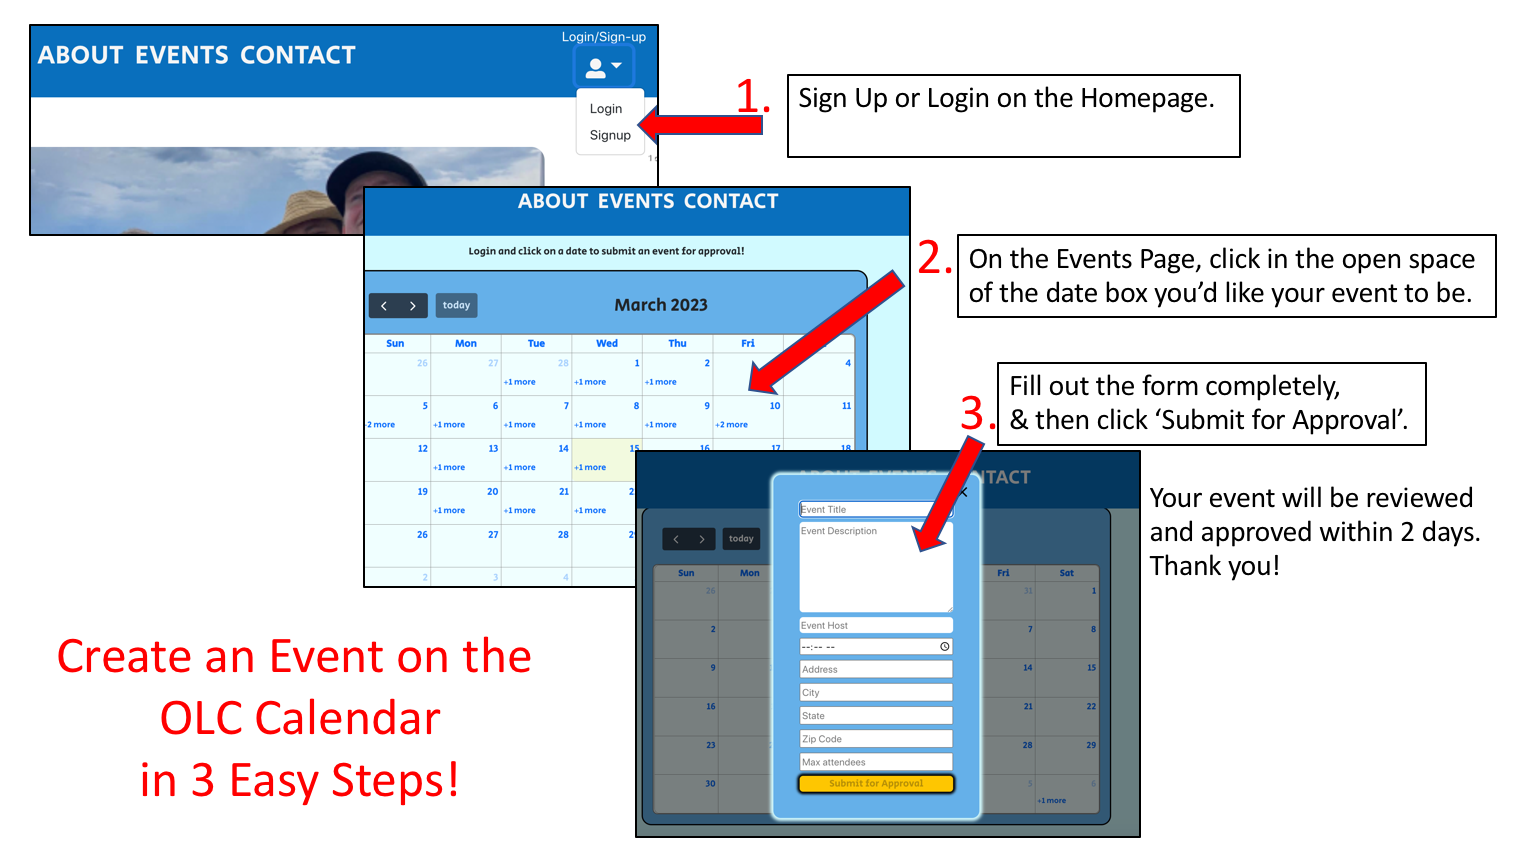 ABOUT EVENTS CONTACT
Login/Sign-up
Login
Signup
1.
Sign Up or Login on the Homepage.
ABOUT EVENTS CONTACT
Login and click on a date to submit an event for approval!
today
March 2023
Sun Mon Tue Wed Thu Fri
26 27 28 1 2 4
+1 more +1 more +1 more
5 6 7 8 9 10 11
+2 more +1 more +1 more +1 more +1 more +2 more
12 13 14 15 16 17 18
+1 more +1 more +1 more
19 20 21
+1 more +1 more +1 more
26 27 28
2 3 4
2.
On the Events Page, click in the open space
of the date box you’d like your event to be.
3.
Fill out the form completely,
& then click ‘Submit for Approval’.
today
Sun Mon Fri Sat
26 31 1
2 7 8
9 14 15
16 21 22
23 28 29
30 5 6
+1 more
Event Title
Event Description
Event Host
--:-- --
Address
City
State
Zip Code
Max attendees
Submit for Approval
Your event will be reviewed
and approved within 2 days.
Thank you!
Create an Event on the
OLC Calendar
in 3 Easy Steps!